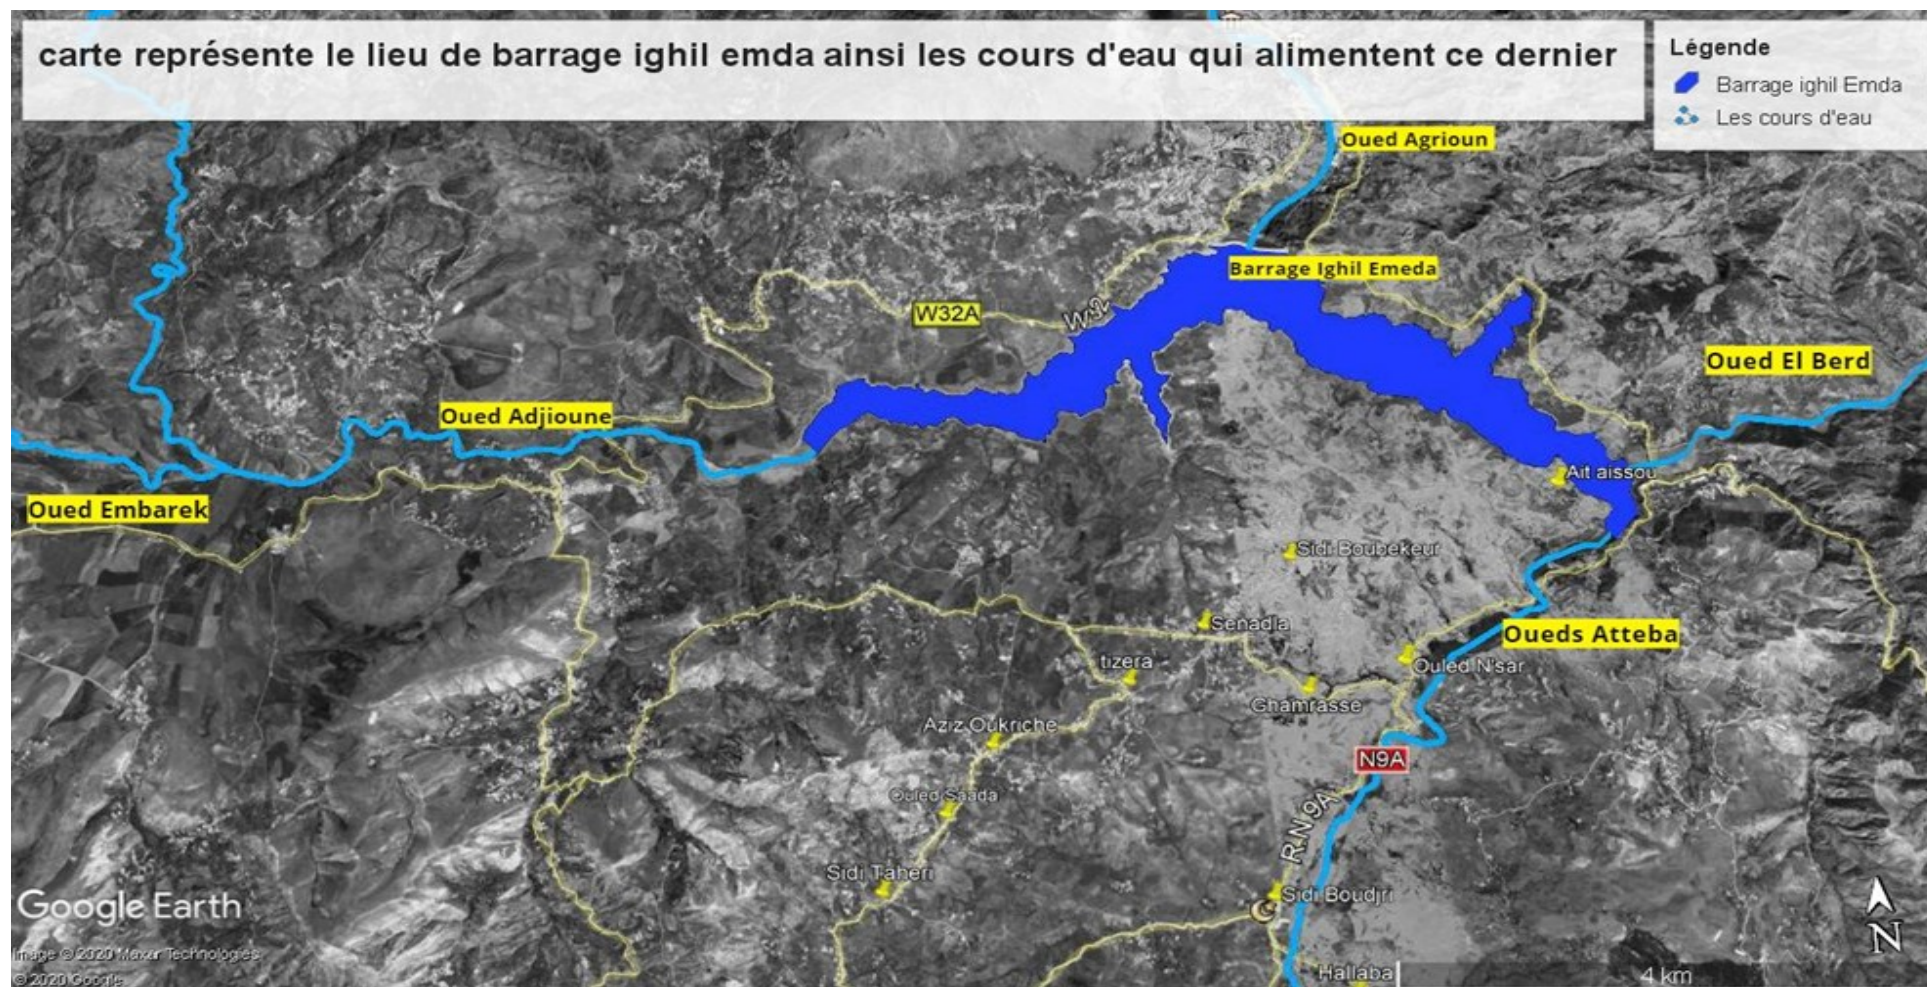 carte représente le lieu de barrage ighil emda ainsi les cours d'eau qui alimentent ce dernier
Légende
Barrage ighil Emda
Les cours d'eau
Oued Agrioun
Barrage Ighil Emeda
W32A
W32
Oued El Berd
Oued Adjioune
Ait aissou
Oued Embarek
Sidi Boubekeur
Senadla
Oueds Atteba
tizera
Ouled N'sar
Ghamrasse
Aziz Oukriche
N9A
Ouled Saada
RN9A
Sidi Taheri
Sidi Boudjri
Google Earth
N
Image © 2020 Maxar Technologies
© 2020 Google
Hallaba
4 km